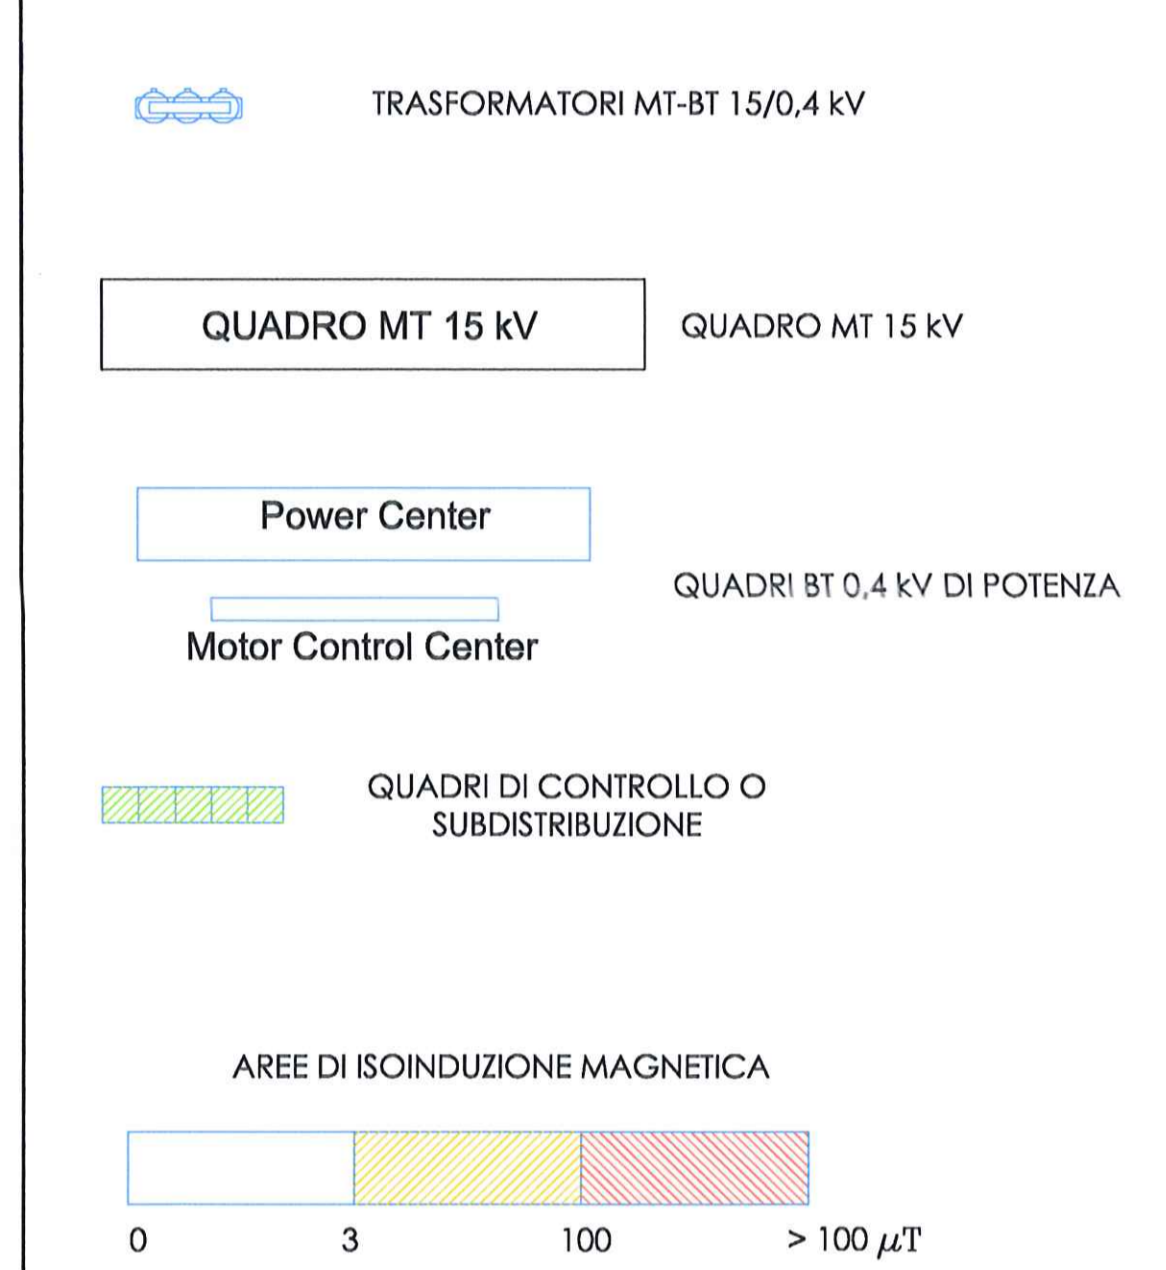 TRASFORMATORI MT-BT 15/0,4 kV
QUADRO MT 15 kV
QUADRO MT 15 kV
Power Center
QUADRI BT 0,4 kV DI POTENZA
Motor Control Center
QUADRI DI CONTROLLO O
SUBDISTRIBUZIONE
AREE DI ISOINDUZIONE MAGNETICA
0 3 100 > 100 μT